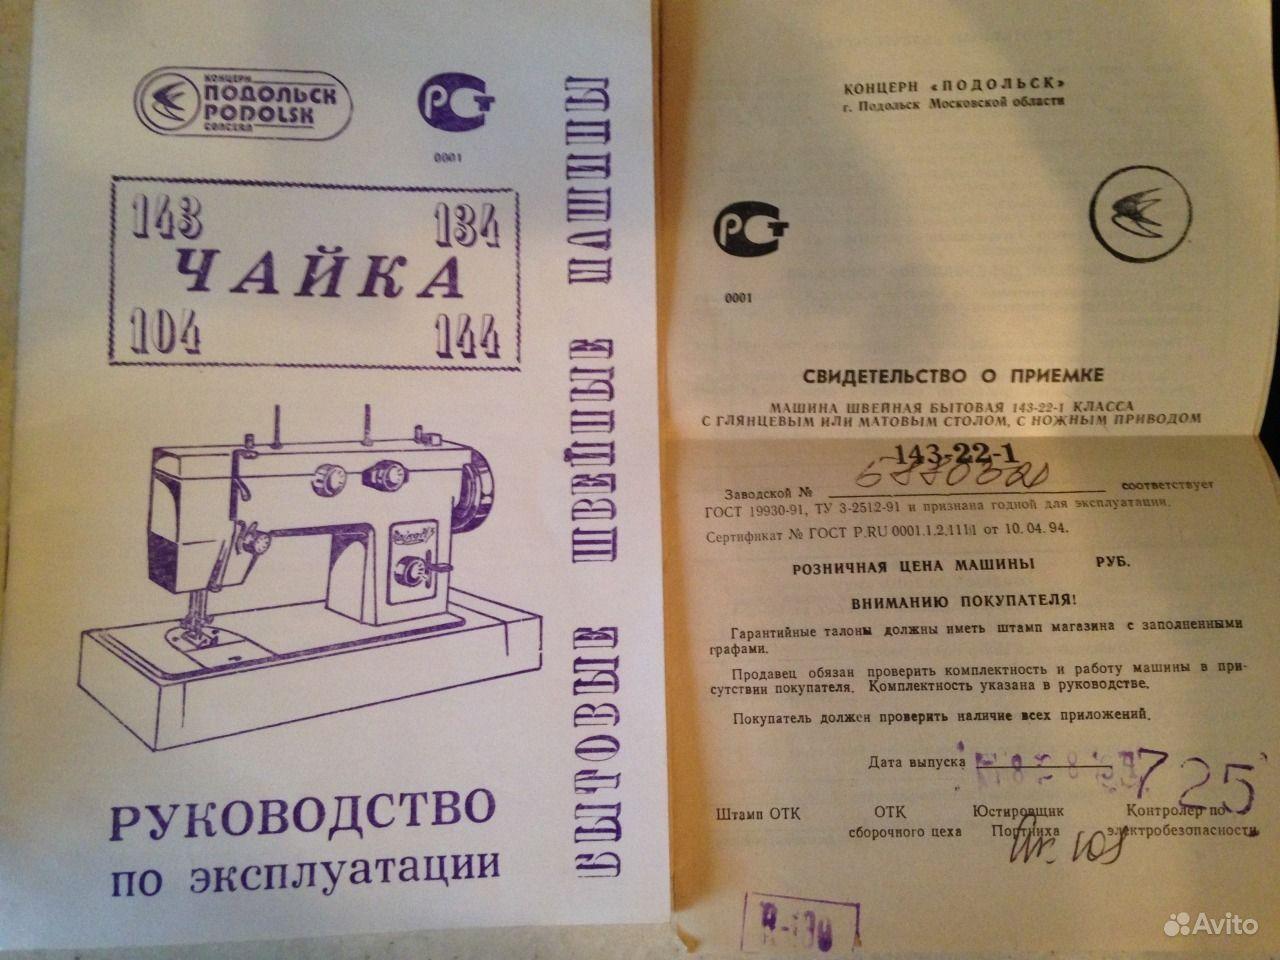 КОНЦЕРН
ПОДОЛЬСК
PODOLSK
CONCERN
РСТ
0001
143
134
ЧАЙКА
104
144
БЫТОВЫЕ ШВЕЙНЫЕ МАШИНЫ
РУКОВОДСТВО
ПО ЭКСПЛУАТАЦИИ
КОНЦЕРН «ПОДОЛЬСК»
г. Подольск Московской области
РСТ
0001
СВИДЕТЕЛЬСТВО О ПРИЕМКЕ
МАШИНА ШВЕЙНАЯ БЫТОВАЯ 143-22-1 КЛАССА
С ГЛЯНЦЕВЫМ ИЛИ МАТОВЫМ СТОЛОМ, С НОЖНЫМ ПРИВОДОМ
143-22-1
Заводской № соответствует
ГОСТ 19930-91, ТУ 3-2512-91 и признана годной для эксплуатации.
Сертификат № ГОСТ Р.RU 0001.1.2.1111 от 10.04.94.
РОЗНИЧНАЯ ЦЕНА МАШИНЫ РУБ.
ВНИМАНИЮ ПОКУПАТЕЛЯ!
Гарантийные талоны должны иметь штамп магазина с заполненными
графами.
Продавец обязан проверить комплектность и работу машины в при-
сутствии покупателя. Комплектность указана в руководстве.
Покупатель должен проверить наличие всех приложений.
Дата выпуска
725
Штамп ОТК ОТК Юстировщик Контролер по
сборочного цеха Портниха электробезопасности
Avito